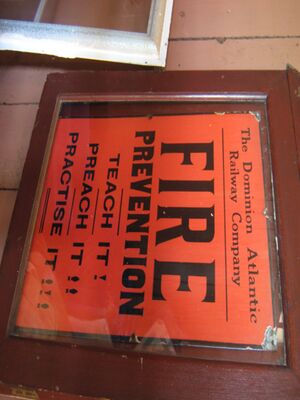 The Dominion Atlantic
Railway Company
FIRE
PREVENTION
TEACH IT !
PREACH IT !!
PRACTISE IT !!!